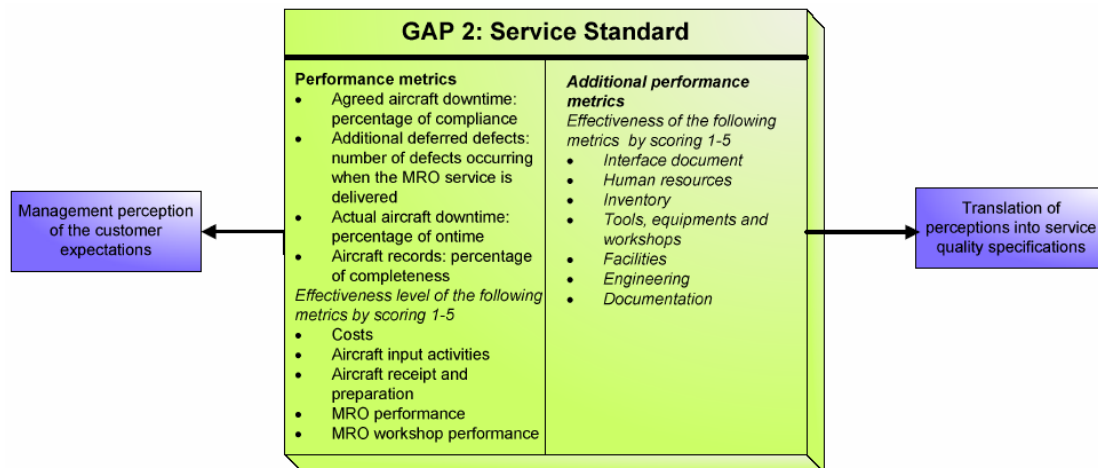 GAP 2: Service Standard
Management perception
of the customer
expectations
Performance metrics
• Agreed aircraft downtime:
percentage of compliance
• Additional deferred defects:
number of defects occurring
when the MRO service is
delivered
• Actual aircraft downtime:
percentage of ontime
• Aircraft records: percentage
of completeness
Effectiveness level of the following
metrics by scoring 1-5
• Costs
• Aircraft input activities
• Aircraft receipt and
preparation
• MRO performance
• MRO workshop performance
Additional performance
metrics
Effectiveness of the following
metrics by scoring 1-5
• Interface document
• Human resources
• Inventory
• Tools, equipments and
workshops
• Facilities
• Engineering
• Documentation
Translation of
perceptions into service
quality specifications